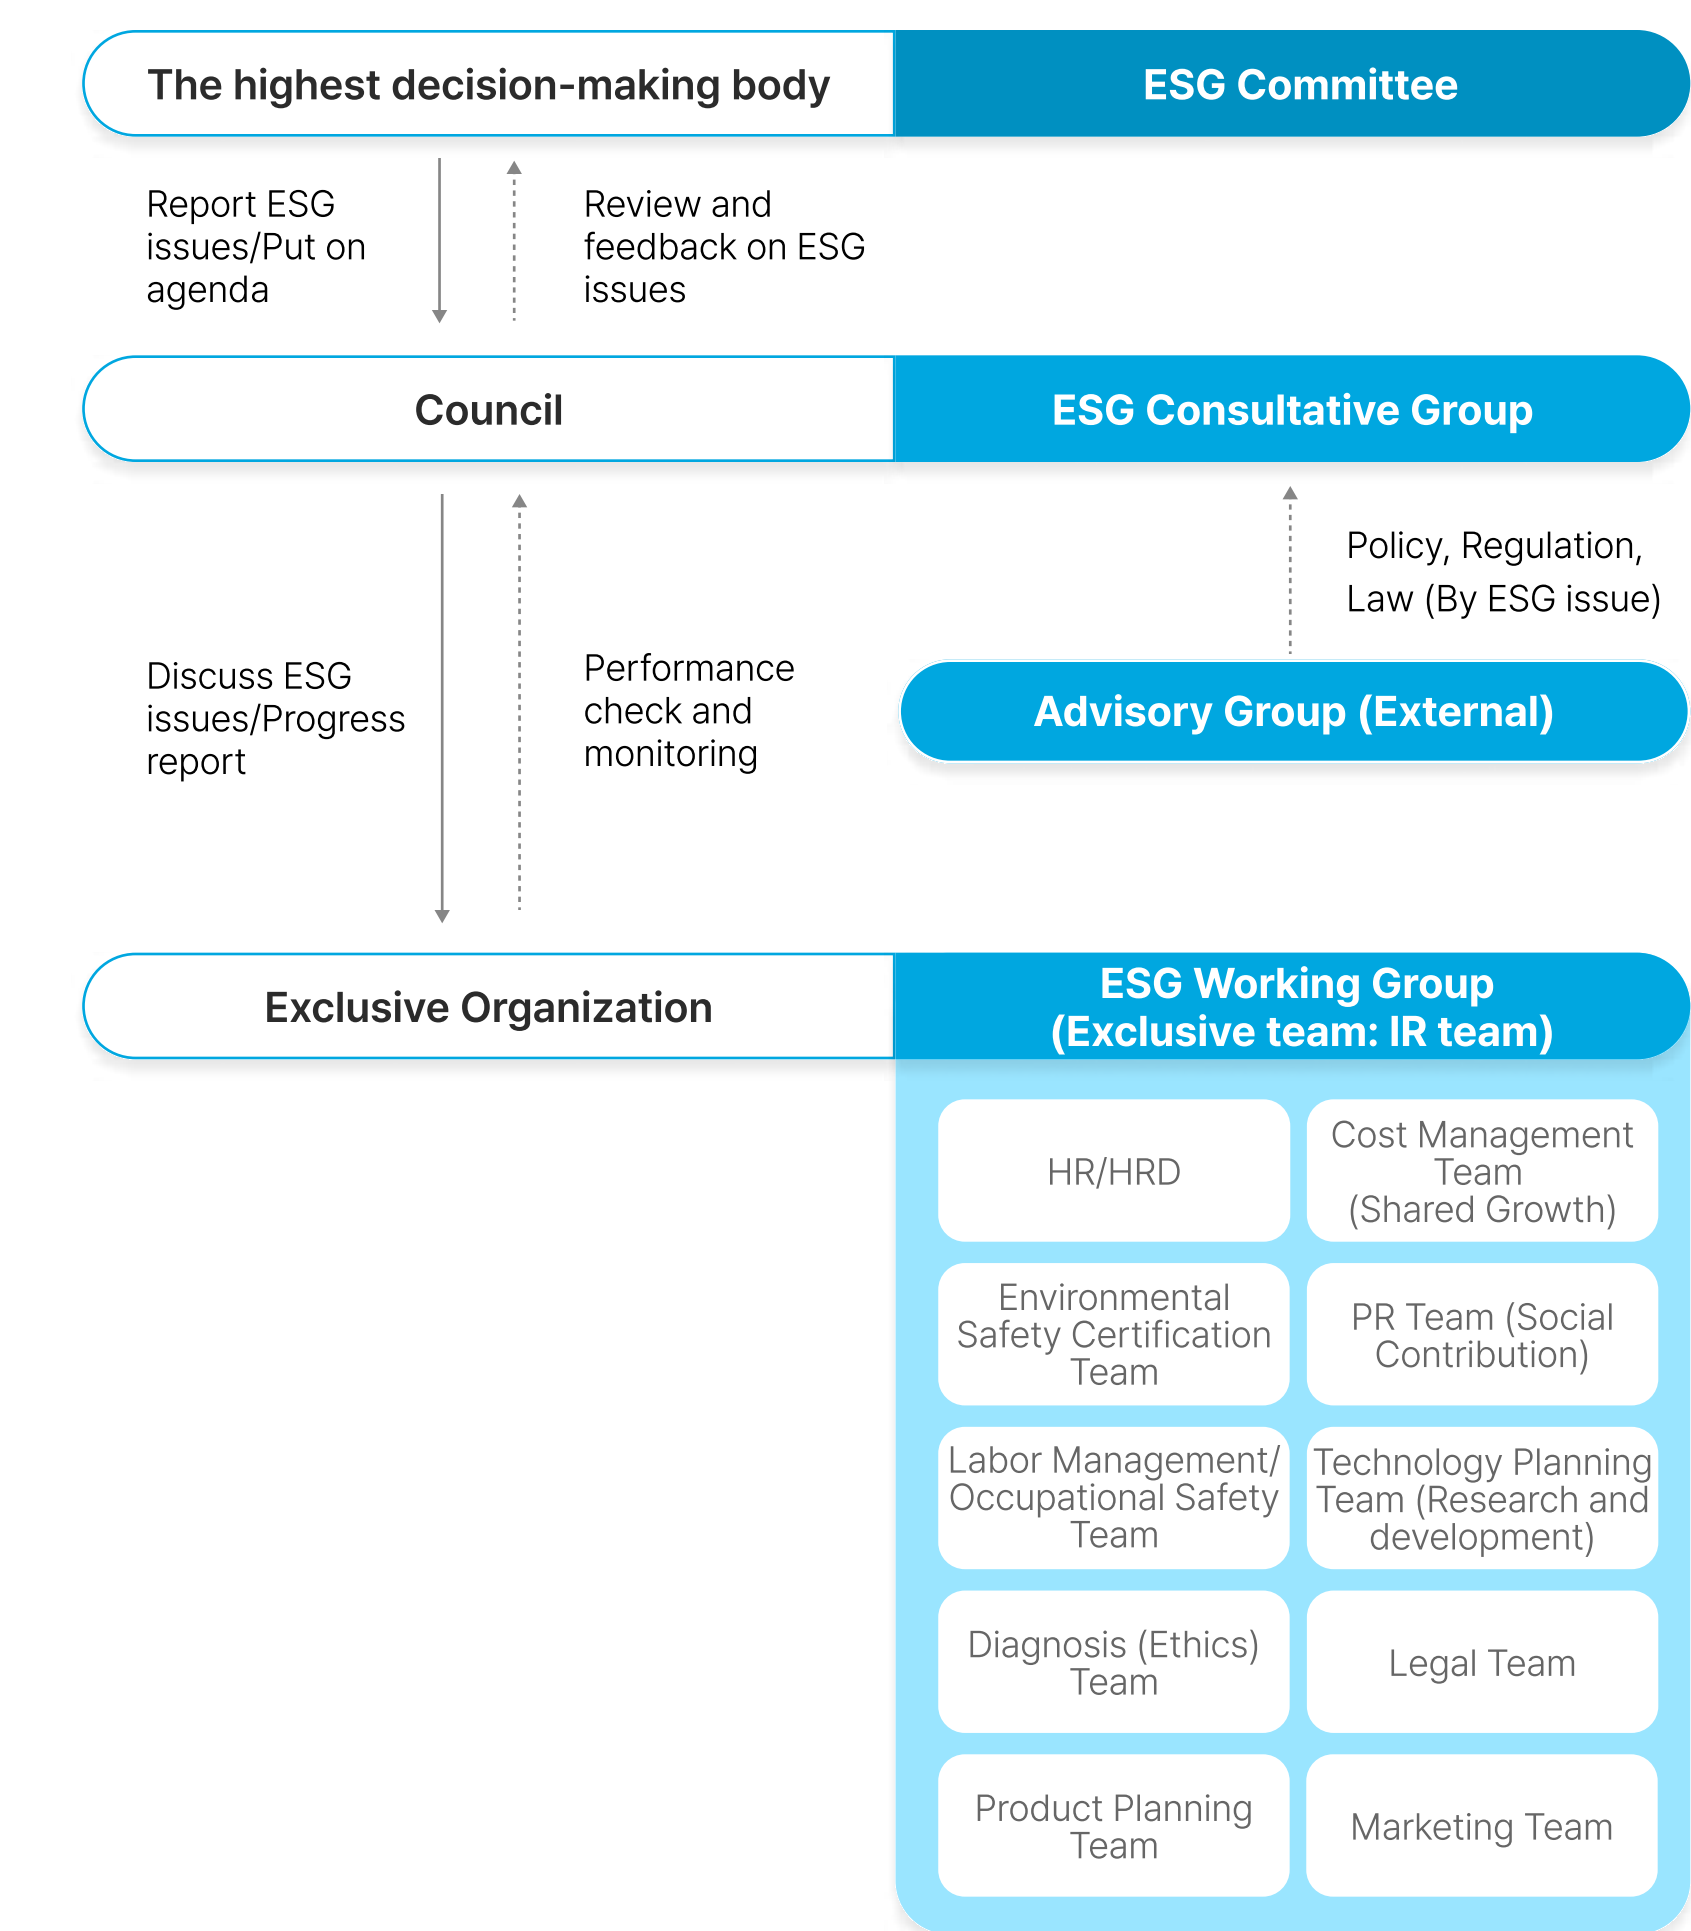 The highest decision-making body
ESG Committee
Report ESG
issues/Put on
agenda
Review and
feedback on ESG
issues
Council
ESG Consultative Group
Policy, Regulation,
Law (By ESG issue)
Discuss ESG
issues/Progress
report
Performance
check and
monitoring
Advisory Group (External)
Exclusive Organization
ESG Working Group
(Exclusive team: IR team)
HR/HRD
Cost Management
Team
(Shared Growth)
Environmental
Safety Certification
Team
PR Team (Social
Contribution)
Labor Management/
Occupational Safety
Team
Technology Planning
Team (Research and
development)
Diagnosis (Ethics)
Team
Legal Team
Product Planning
Team
Marketing Team